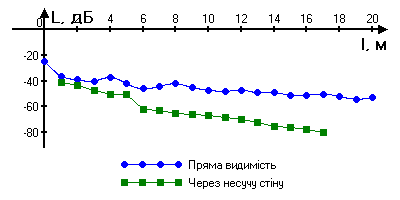 L, дБ
0 2 4 6 8 10 12 14 16 18 20
l, м
-20
-40
-60
-80
Пряма видимість
Через несучу стіну